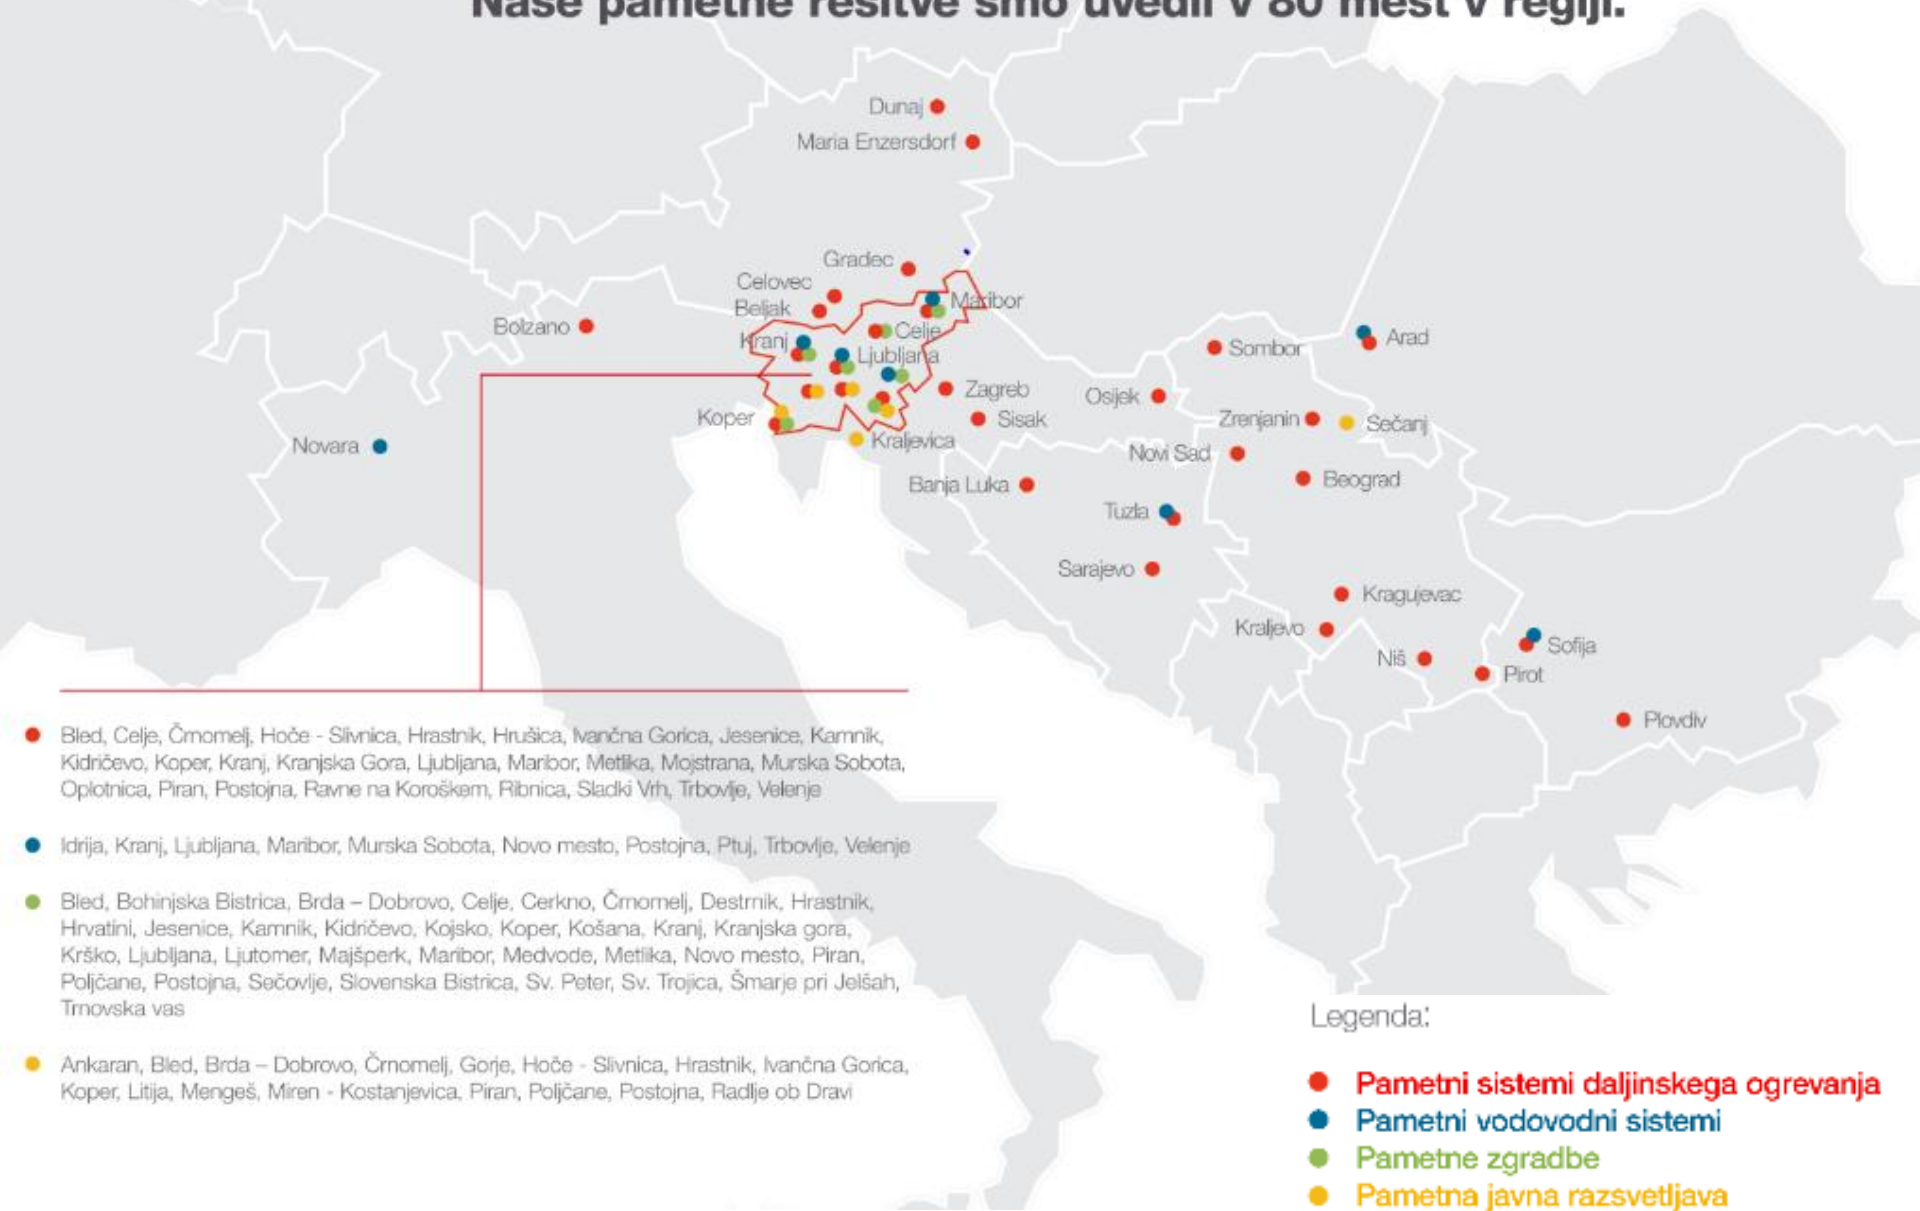 Naše pametne rešitve smo uvedli v 80 mest v regiji.
Dunaj
Maria Enzersdorf
Gradec
Celovec
Beljak
Maribor
Bolzano
Celje
Kranj
Ljubljana
Arad
Sombor
Zagreb
Osijek
Koper
Sisak
Zrenjanin
Sečanj
Kraljevica
Novara
Novi Sad
Beograd
Banja Luka
Tuzla
Sarajevo
Kragujevac
Kraljevo
Sofija
Niš
Pirot
Plovdiv
Bled, Celje, Črnomelj, Hoče - Slivnica, Hrastnik, Hrušica, Ivančna Gorica, Jesenice, Kamnik,
Kidričevo, Koper, Kranj, Kranjska Gora, Ljubljana, Maribor, Metlika, Mojstrana, Murska Sobota,
Oplotnica, Piran, Postojna, Ravne na Koroškem, Ribnica, Sladki Vrh, Trbovlje, Velenje
Idrija, Kranj, Ljubljana, Maribor, Murska Sobota, Novo mesto, Postojna, Ptuj, Trbovlje, Velenje
Bled, Bohinjska Bistrica, Brda – Dobrovo, Celje, Cerkno, Črnomelj, Destrnik, Hrastnik,
Hrvatini, Jesenice, Kamnik, Kidričevo, Kojsko, Koper, Košana, Kranj, Kranjska gora,
Krško, Ljubljana, Ljutomer, Majšperk, Maribor, Medvode, Metlika, Novo mesto, Piran,
Poljčane, Postojna, Sečovlje, Slovenska Bistrica, Sv. Peter, Sv. Trojica, Šmarje pri Jelšah,
Trnovska vas
Ankaran, Bled, Brda – Dobrovo, Črnomelj, Gorje, Hoče - Slivnica, Hrastnik, Ivančna Gorica,
Koper, Litija, Mengeš, Miren - Kostanjevica, Piran, Poljčane, Postojna, Radlje ob Dravi
Legenda:
Pametni sistemi daljinskega ogrevanja
Pametni vodovodni sistemi
Pametne zgradbe
Pametna javna razsvetljava